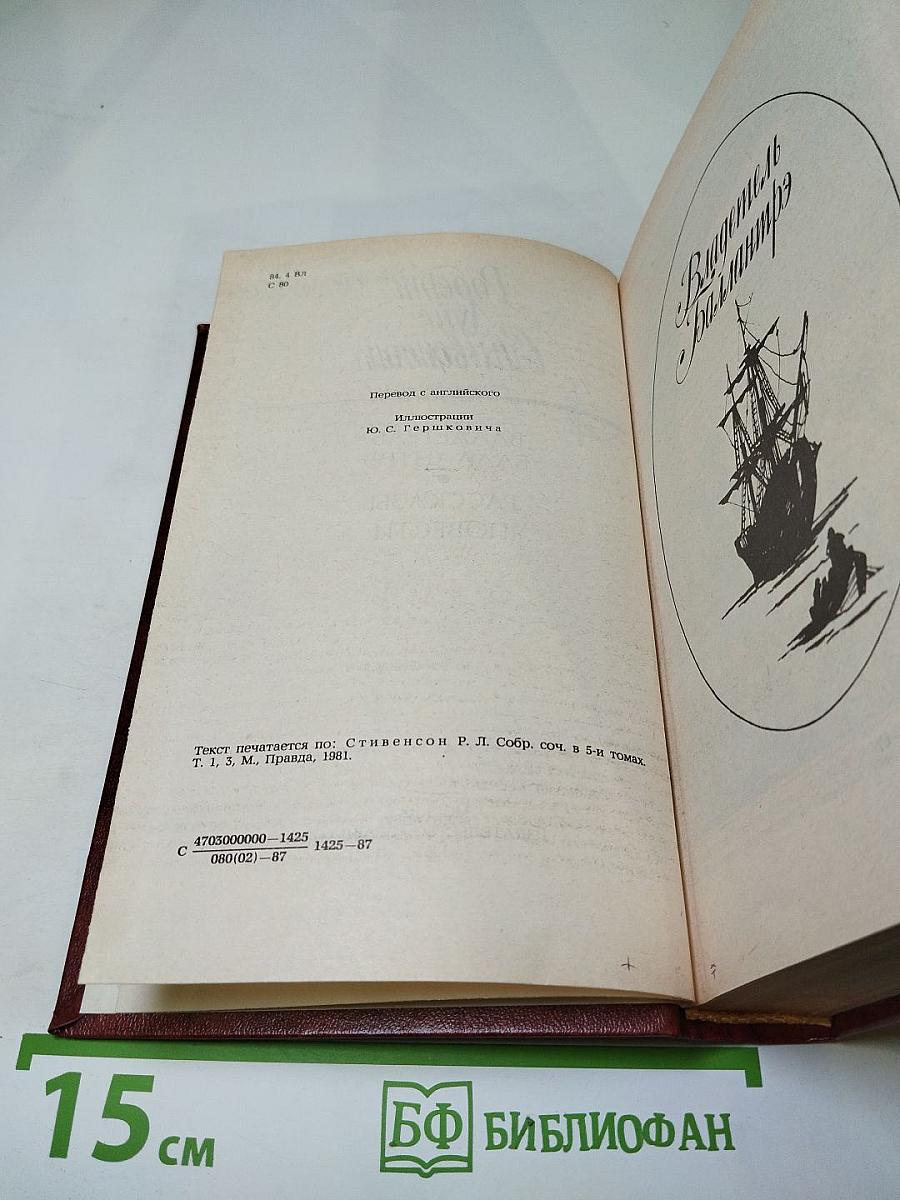 84. 4 Вл
С 80
Перевод с английского
Иллюстрации
Ю. С. Гершковича
Текст печатается по: Стивенсон Р. Л. Собр. соч. в 5-и томах.
Т. 1, 3, М., Правда, 1981.
С 4703000000—1425
080(02)—87
1425—87
Владетель
Баллантрэ
15 см
БФ БИБЛИОФАН